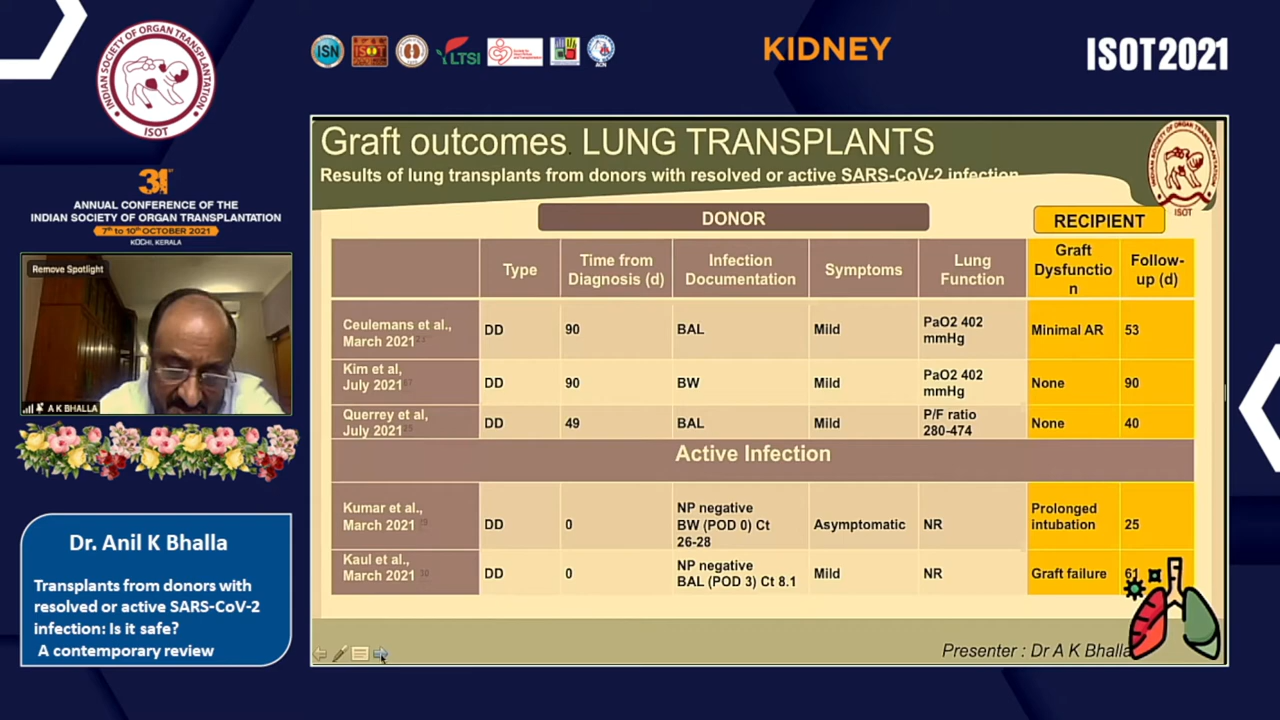 INDIAN SOCIETY OF ORGAN TRANSPLANTATION
ISOT
ISN
ISOT
LTSI
ACN
KIDNEY
ISOT2021
31ST
ANNUAL CONFERENCE OF THE
INDIAN SOCIETY OF ORGAN TRANSPLANTATION
7th to 10th OCTOBER 2021
KOCHI, KERALA
Remove Spotlight
A K BHALLA
Dr. Anil K Bhalla
Transplants from donors with
resolved or active SARS-CoV-2
infection: Is it safe?
A contemporary review
Graft outcomes. LUNG TRANSPLANTS
Results of lung transplants from donors with resolved or active SARS-CoV-2 infection
ISOT
DONOR
RECIPIENT
Type
Time from
Diagnosis (d)
Infection
Documentation
Symptoms
Lung
Function
Graft
Dysfunctio
n
Follow-
up (d)
Ceulemans et al.,
March 2021
DD
90
BAL
Mild
PaO2 402
mmHg
Minimal AR
53
Kim et al,
July 2021
DD
90
BW
Mild
PaO2 402
mmHg
None
90
Querrey et al,
July 2021
DD
49
BAL
Mild
P/F ratio
280-474
None
40
Active Infection
Kumar et al.,
March 2021
DD
0
NP negative
BW (POD 0) Ct
26-28
Asymptomatic
NR
Prolonged
intubation
25
Kaul et al.,
March 2021
DD
0
NP negative
BAL (POD 3) Ct 8.1
Mild
NR
Graft failure
61
Presenter : Dr A K Bhalla